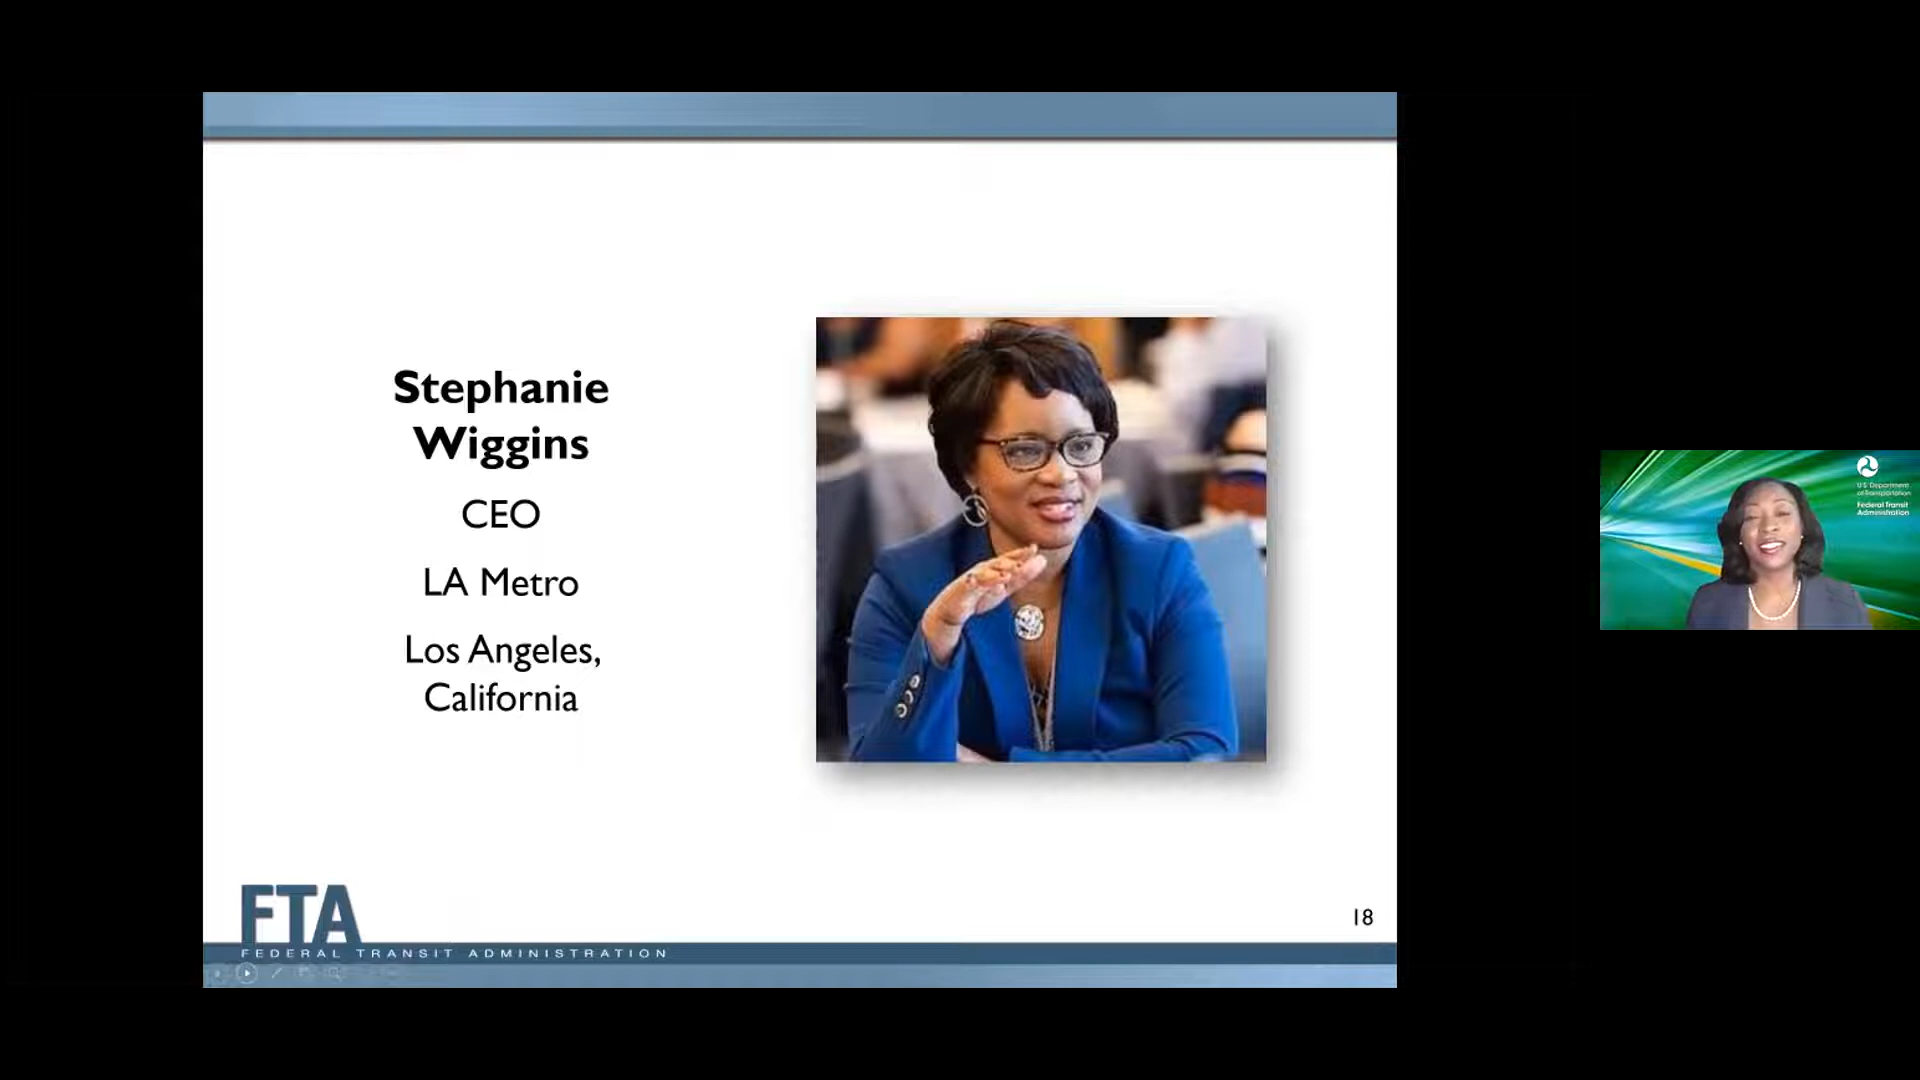 Stephanie
Wiggins
CEO
LA Metro
Los Angeles,
California
FTA
FEDERAL TRANSIT ADMINISTRATION
18
U.S. Department
of Transportation
Federal Transit
Administration